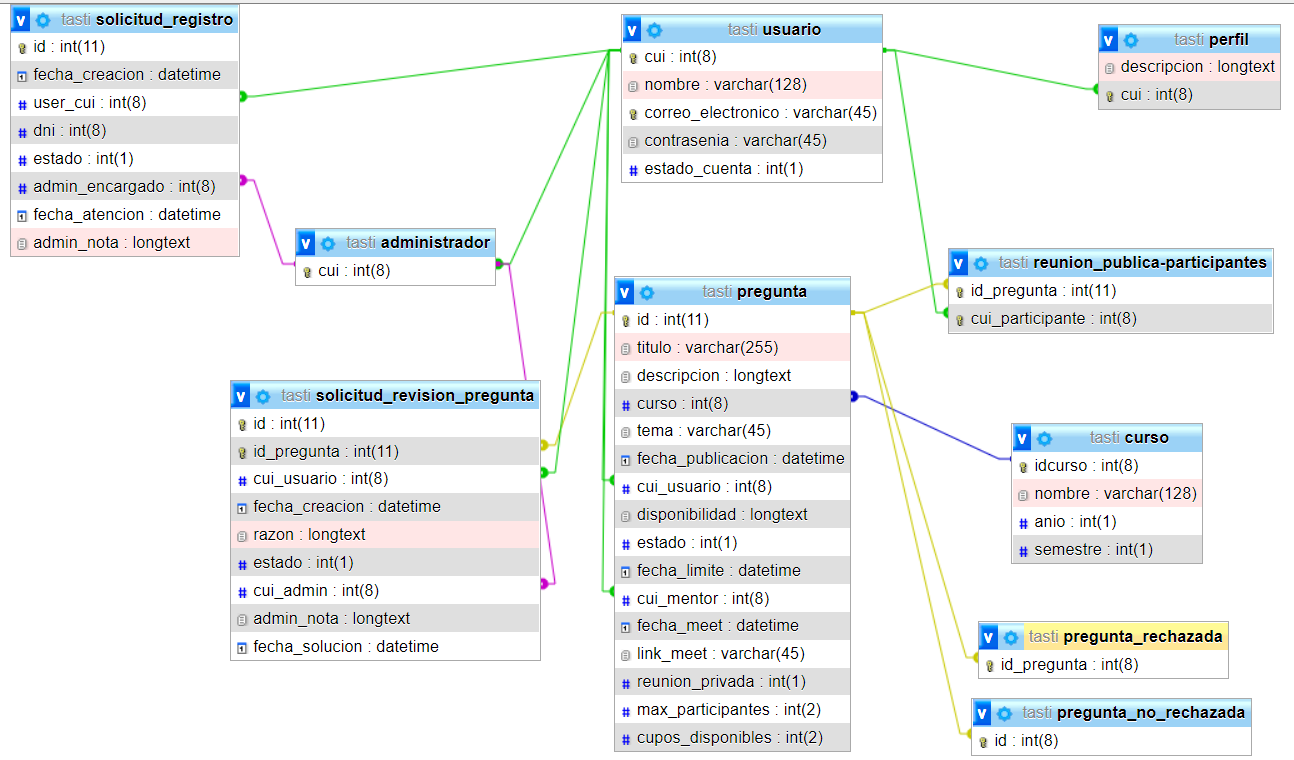 tasti solicitud_registro
id : int(11)
fecha_creacion : datetime
user_cui : int(8)
dni : int(8)
estado : int(1)
admin_encargado : int(8)
fecha_atencion : datetime
admin_nota : longtext
tasti usuario
cui : int(8)
nombre : varchar(128)
correo_electronico : varchar(45)
contrasenia : varchar(45)
estado_cuenta : int(1)
tasti perfil
descripcion : longtext
cui : int(8)
tasti administrador
cui : int(8)
tasti reunion_publica-participantes
id_pregunta : int(11)
cui_participante : int(8)
tasti pregunta
id : int(11)
titulo : varchar(255)
descripcion : longtext
curso : int(8)
tema : varchar(45)
fecha_publicacion : datetime
cui_usuario : int(8)
disponibilidad : longtext
estado : int(1)
fecha_limite : datetime
cui_mentor : int(8)
fecha_meet : datetime
link_meet : varchar(45)
reunion_privada : int(1)
max_participantes : int(2)
cupos_disponibles : int(2)
tasti solicitud_revision_pregunta
id : int(11)
id_pregunta : int(11)
cui_usuario : int(8)
fecha_creacion : datetime
razon : longtext
estado : int(1)
cui_admin : int(8)
admin_nota : longtext
fecha_solucion : datetime
tasti curso
idcurso : int(8)
nombre : varchar(128)
anio : int(1)
semestre : int(1)
tasti pregunta_rechazada
id_pregunta : int(8)
tasti pregunta_no_rechazada
id : int(8)